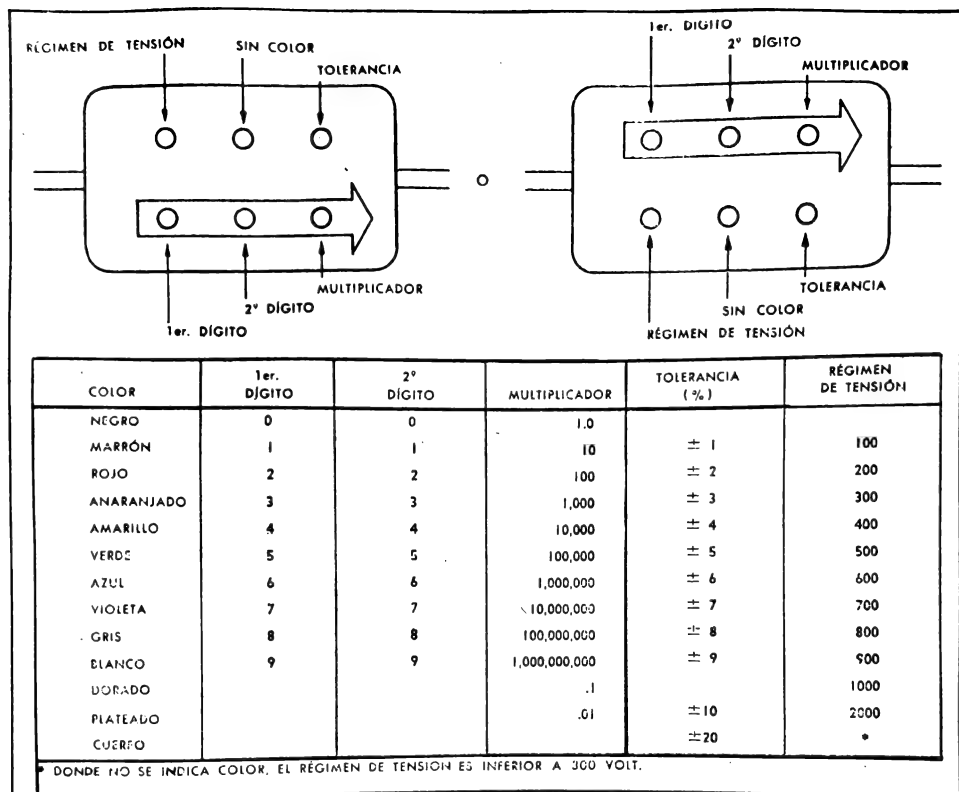 RÉGIMEN DE TENSIÓN
SIN COLOR
TOLERANCIA
1er. DÍGITO
2º DÍGITO
MULTIPLICADOR
O
MULTIPLICADOR
2º DÍGITO
1er. DÍGITO
TOLERANCIA
SIN COLOR
RÉGIMEN DE TENSIÓN
COLOR 1er. DÍGITO 2º DÍGITO MULTIPLICADOR TOLERANCIA (%) RÉGIMEN DE TENSIÓN
NEGRO 0 0 1.0
MARRÓN 1 1 10 ± 1 100
ROJO 2 2 100 ± 2 200
ANARANJADO 3 3 1,000 ± 3 300
AMARILLO 4 4 10,000 ± 4 400
VERDE 5 5 100,000 ± 5 500
AZUL 6 6 1,000,000 ± 6 600
VIOLETA 7 7 10,000,000 ± 7 700
GRIS 8 8 100,000,000 ± 8 800
BLANCO 9 9 1,000,000,000 ± 9 900
DORADO .1 1000
PLATEADO .01 ±10 2000
CUERPO ±20 *
* DONDE NO SE INDICA COLOR, EL RÉGIMEN DE TENSIÓN ES INFERIOR A 300 VOLT.